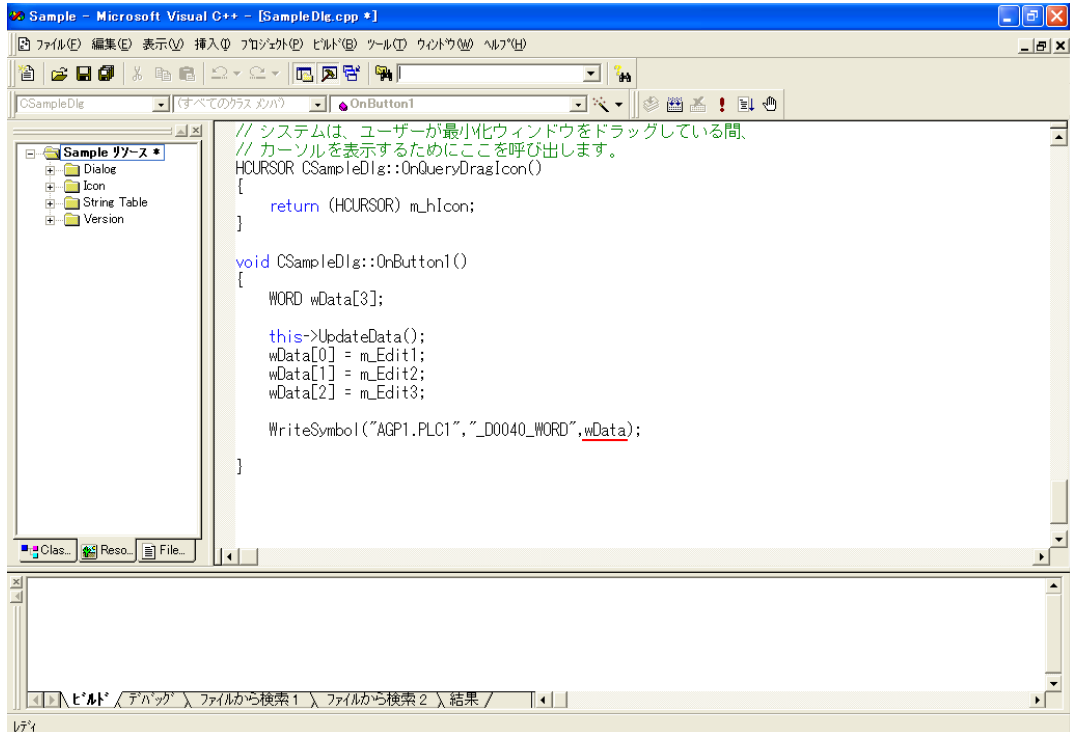 Sample - Microsoft Visual C++ - [SampleDlg.cpp *]
ファイル(F) 編集(E) 表示(V) 挿入(I) プロジェクト(P) ビルド(B) ツール(T) ウィンドウ(W) ヘルプ(H)
CSampleDlg (すべてのクラス メンバ) OnButton1
Sample リソース *
Dialog
Icon
String Table
Version
// システムは、ユーザーが最小化ウィンドウをドラッグしている間、
// カーソルを表示するためにここを呼び出します。
HCURSOR CSampleDlg::OnQueryDragIcon()
{
return (HCURSOR) m_hIcon;
}
void CSampleDlg::OnButton1()
{
WORD wData[3];
this->UpdateData();
wData[0] = m_Edit1;
wData[1] = m_Edit2;
wData[2] = m_Edit3;
WriteSymbol("AGP1.PLC1","_D0040_WORD",wData);
}
Clas... Reso... File...
ビルド デバッグ ファイルから検索1 ファイルから検索2 結果
レディ